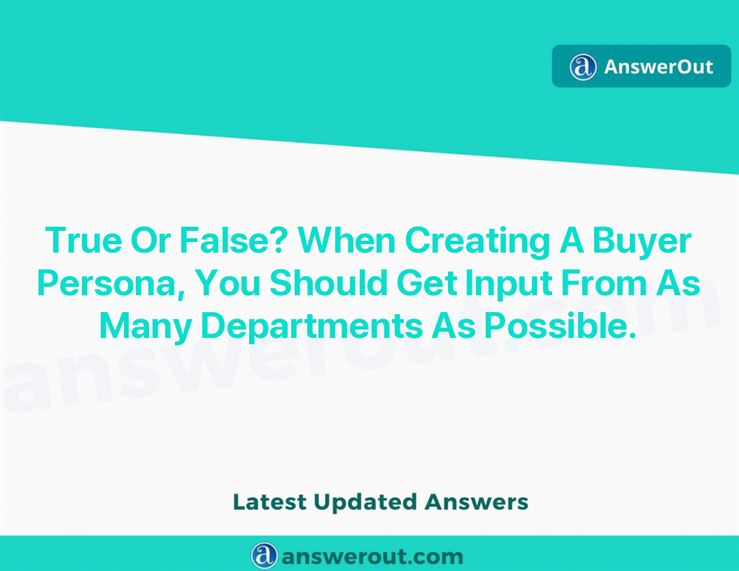 AnswerOut
True Or False? When Creating A Buyer
Persona, You Should Get Input From As
Many Departments As Possible.
answerout.com
Latest Updated Answers
answerout.com